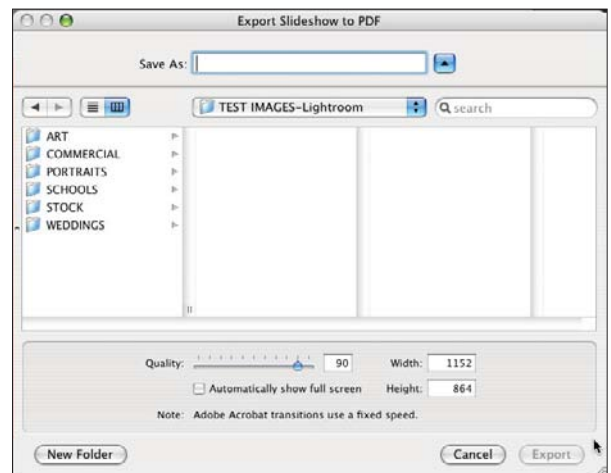 Export Slideshow to PDF
Save As:
TEST IMAGES-Lightroom
search
ART
COMMERCIAL
PORTRAITS
SCHOOLS
STOCK
WEDDINGS
Quality: 90 Width: 1152
Automatically show full screen Height: 864
Note: Adobe Acrobat transitions use a fixed speed.
New Folder Cancel Export